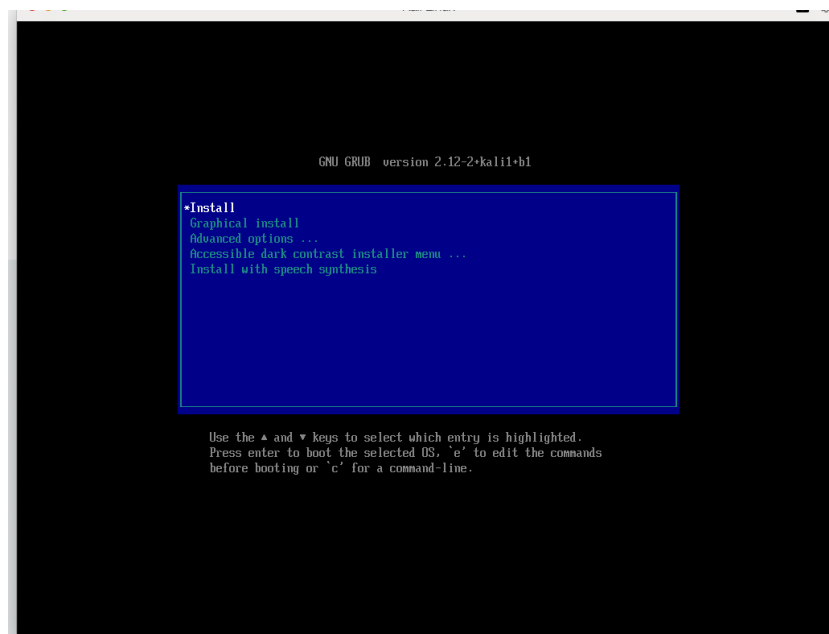 GNU GRUB version 2.12-2+kali1+b1
*Install
Graphical install
Advanced options ...
Accessible dark contrast installer menu ...
Install with speech synthesis
Use the ▲ and ▼ keys to select which entry is highlighted.
Press enter to boot the selected OS, `e' to edit the commands
before booting or `c' for a command-line.